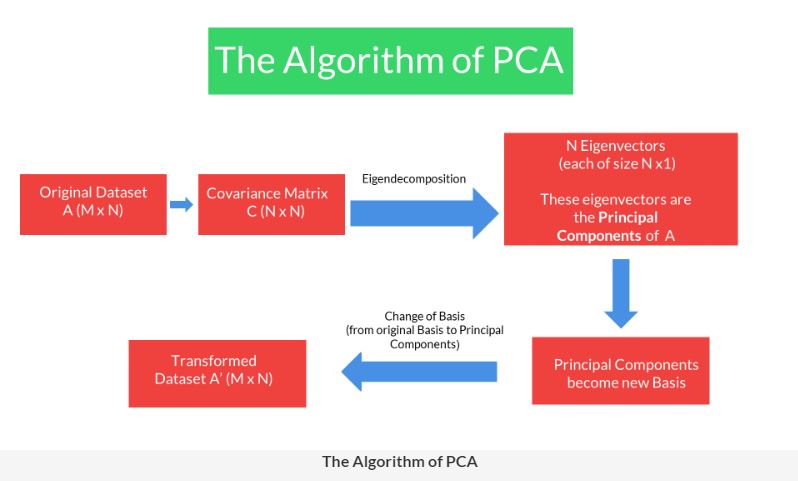 The Algorithm of PCA
Original Dataset
A (M x N)
Covariance Matrix
C (N x N)
Eigendecomposition
N Eigenvectors
(each of size N x1)
These eigenvectors are
the Principal
Components of A
Principal Components
become new Basis
Change of Basis
(from original Basis to Principal
Components)
Transformed
Dataset A’ (M x N)
The Algorithm of PCA